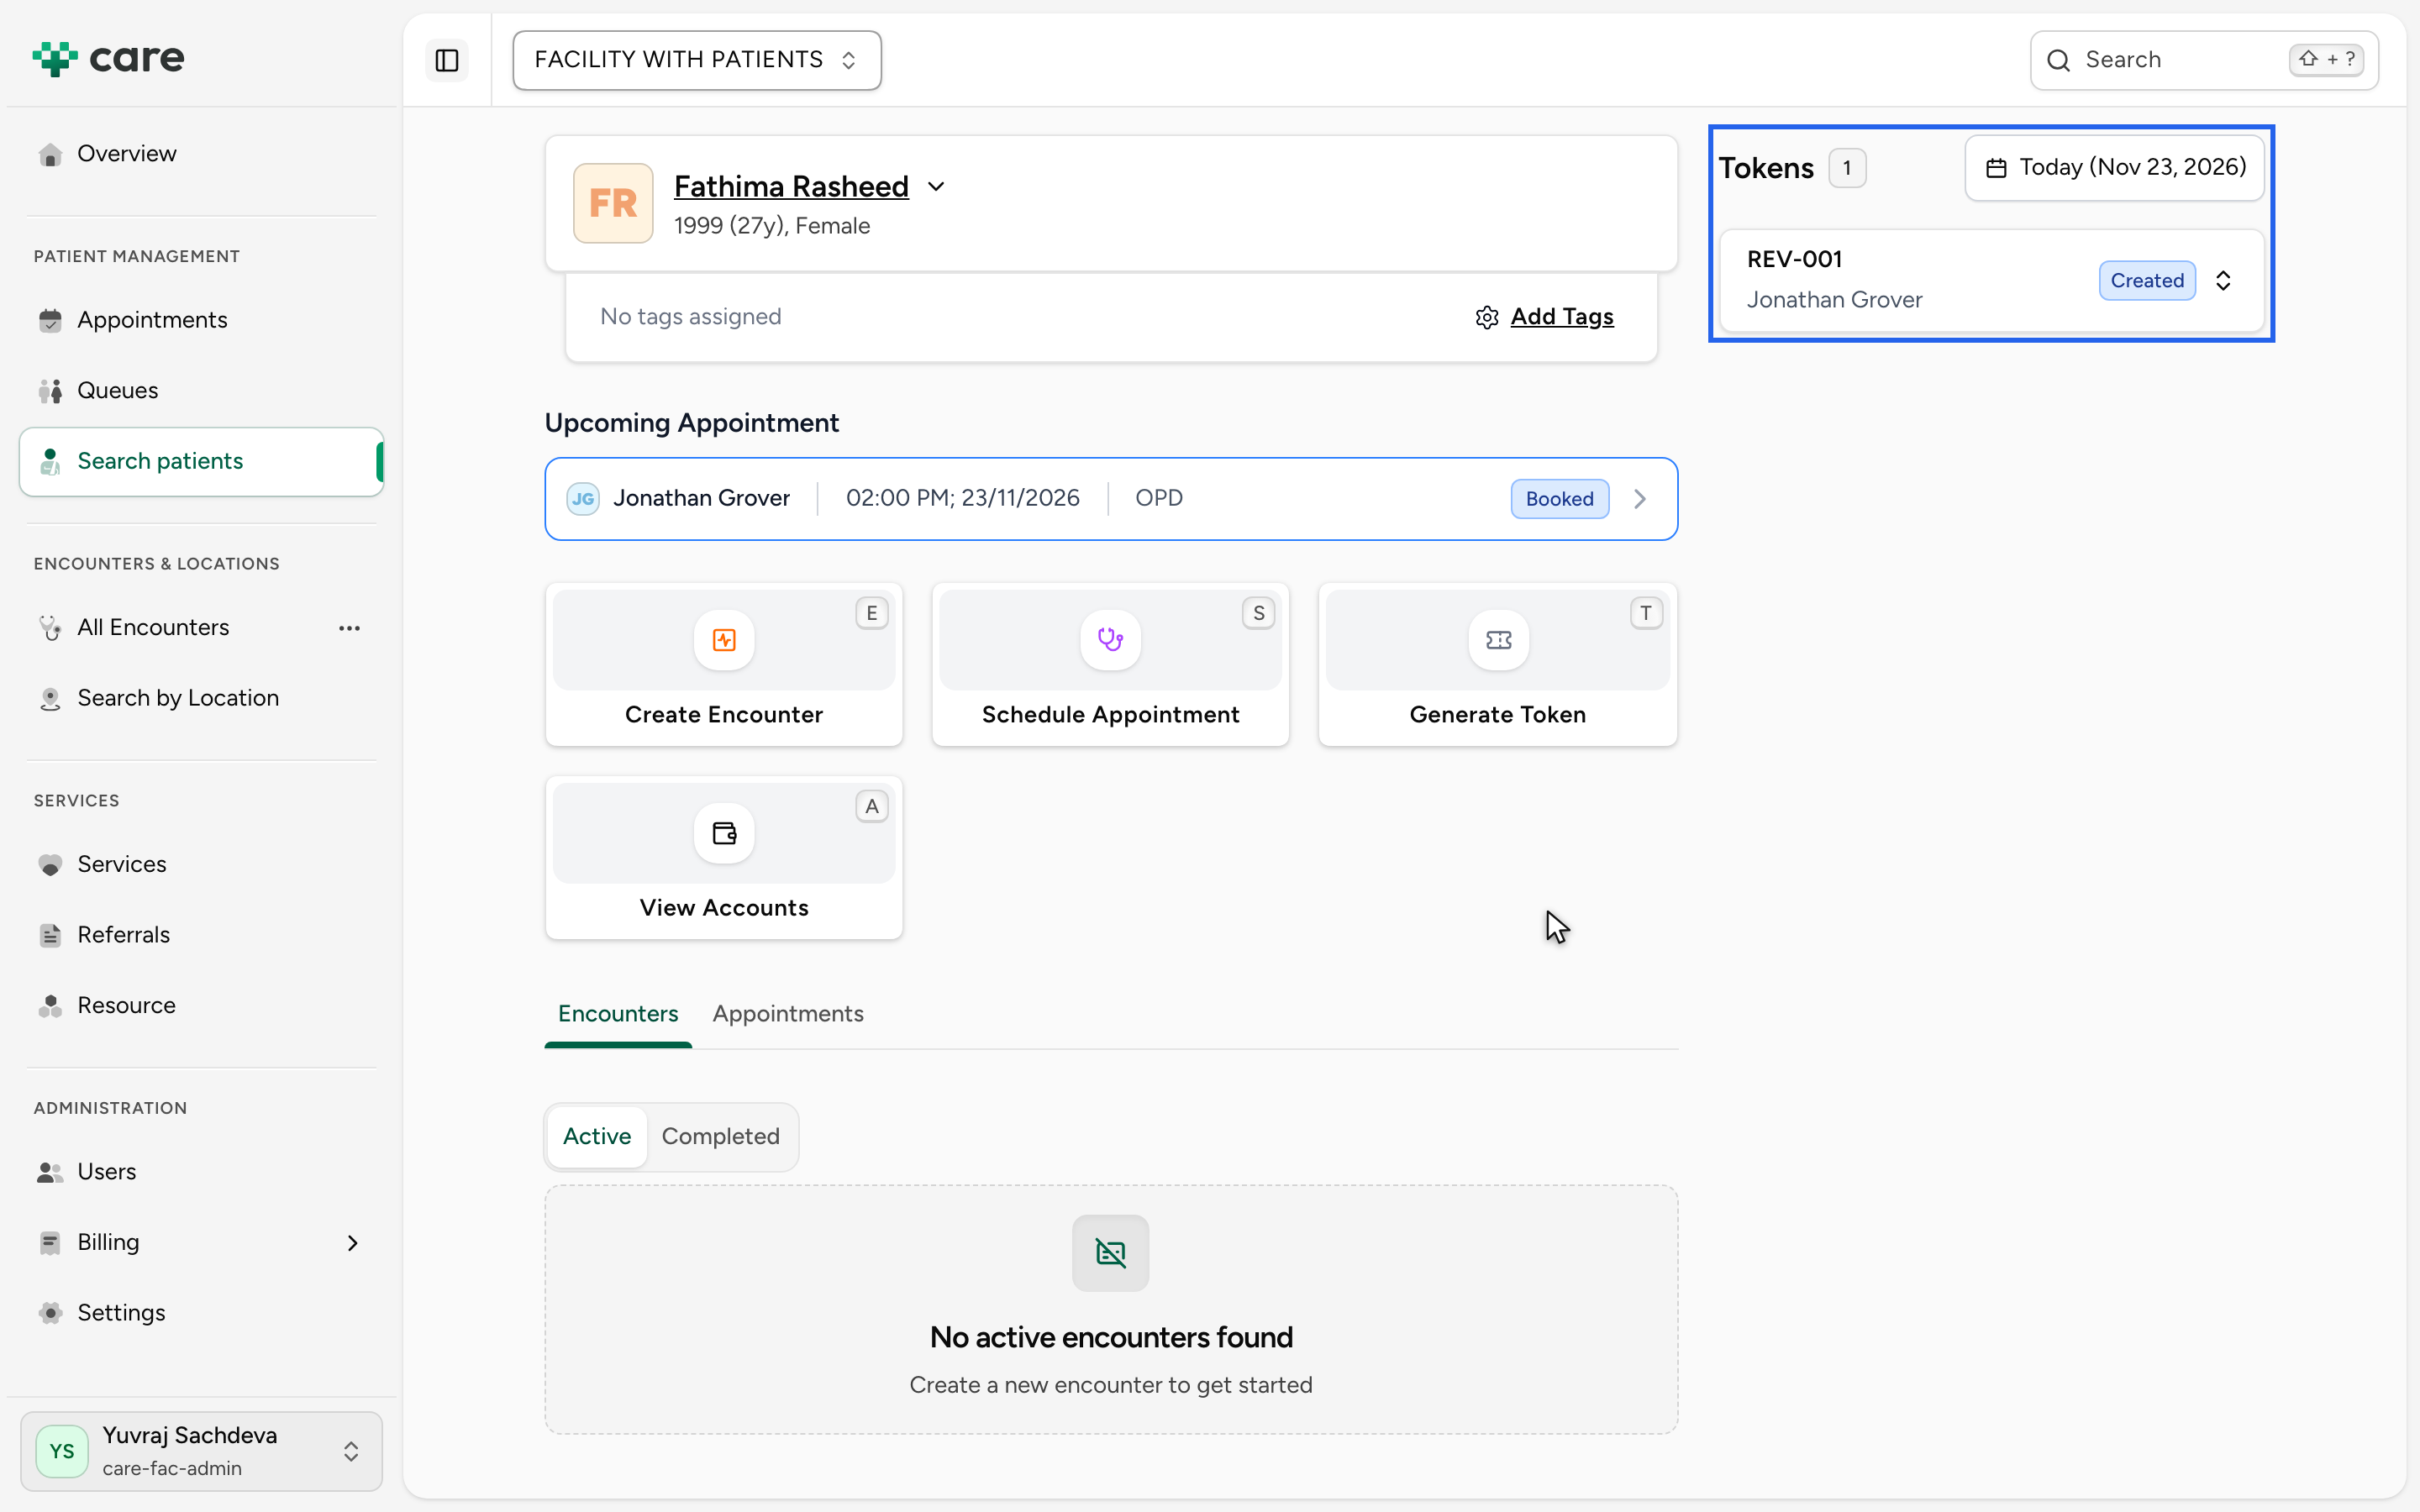 care
FACILITY WITH PATIENTS
Search
+ ?
Overview
PATIENT MANAGEMENT
Appointments
Queues
Search patients
ENCOUNTERS & LOCATIONS
All Encounters
Search by Location
SERVICES
Services
Referrals
Resource
ADMINISTRATION
Users
Billing
Settings
YS
Yuvraj Sachdeva
care-fac-admin
FR
Fathima Rasheed
1999 (27y), Female
No tags assigned
Add Tags
Upcoming Appointment
JG Jonathan Grover 02:00 PM; 23/11/2026 OPD Booked
E
Create Encounter
S
Schedule Appointment
T
Generate Token
A
View Accounts
Encounters Appointments
Active Completed
No active encounters found
Create a new encounter to get started
Tokens 1
Today (Nov 23, 2026)
REV-001
Jonathan Grover
Created